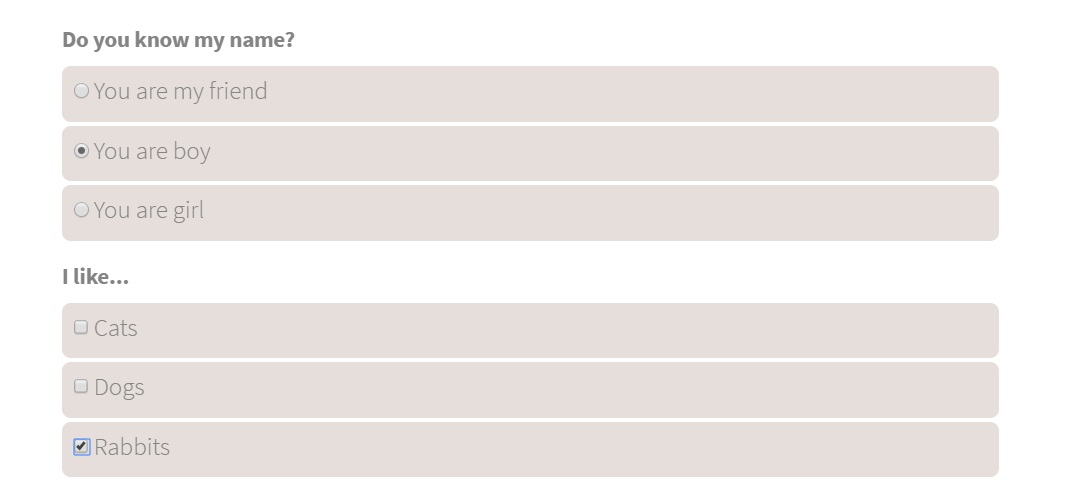 Do you know my name?
You are my friend
You are boy
You are girl
I like...
Cats
Dogs
Rabbits